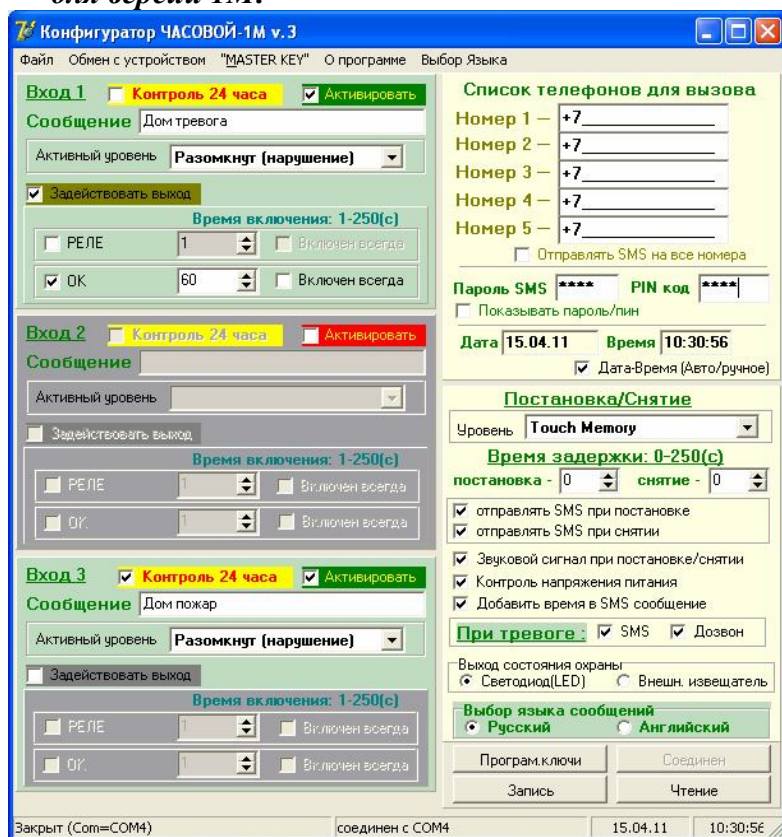 для версии 1М:
Конфигуратор ЧАСОВОЙ-1М v.3
Файл Обмен с устройством "MASTER KEY" О программе Выбор Языка
Вход 1 Контроль 24 часа Активировать
Сообщение Дом тревога
Активный уровень Разомкнут (нарушение)
Задействовать выход
Время включения: 1-250(с)
РЕЛЕ 1 Включен всегда
ОК 60 Включен всегда
Вход 2 Контроль 24 часа Активировать
Сообщение
Активный уровень
Задействовать выход
Время включения: 1-250(с)
РЕЛЕ 1 Включен всегда
ОК 1 Включен всегда
Вход 3 Контроль 24 часа Активировать
Сообщение Дом пожар
Активный уровень Разомкнут (нарушение)
Задействовать выход
Время включения: 1-250(с)
РЕЛЕ 1 Включен всегда
ОК 1 Включен всегда
Список телефонов для вызова
Номер 1 – +7__________
Номер 2 – +7__________
Номер 3 – +7__________
Номер 4 – +7__________
Номер 5 – +7__________
Отправлять SMS на все номера
Пароль SMS **** PIN код ****
Показывать пароль/пин
Дата 15.04.11 Время 10:30:56
Дата-Время (Авто/ручное)
Постановка/Снятие
Уровень Touch Memory
Время задержки: 0-250(с)
постановка - 0 снятие - 0
отправлять SMS при постановке
отправлять SMS при снятии
Звуковой сигнал при постановке/снятии
Контроль напряжения питания
Добавить время в SMS сообщение
При тревоге : SMS Дозвон
Выход состояния охраны
Светодиод(LED) Внешн. извещатель
Выбор языка сообщений
Русский Английский
Програм.ключи Соединен
Запись Чтение
Закрыт (Com=COM4) соединен с COM4 15.04.11 10:30:56